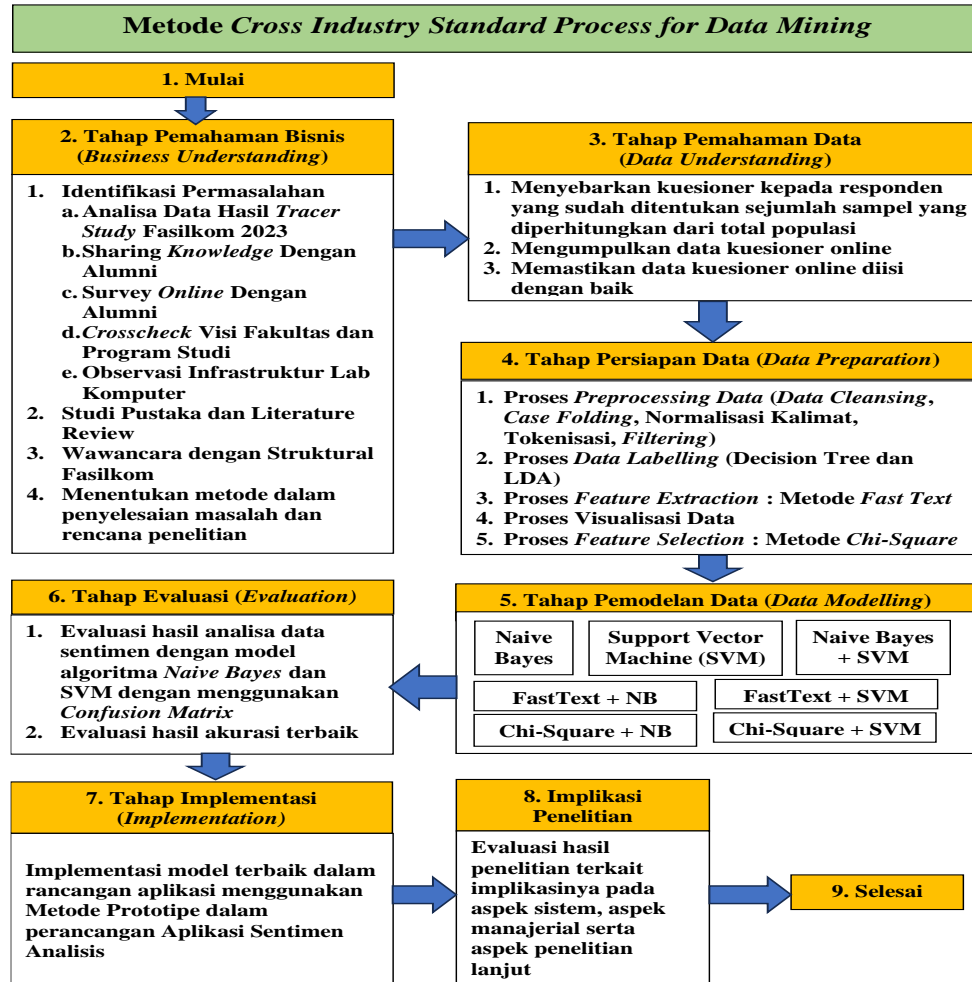 Metode Cross Industry Standard Process for Data Mining
1. Mulai
2. Tahap Pemahaman Bisnis
(Business Understanding)
1. Identifikasi Permasalahan
a. Analisa Data Hasil Tracer
Study Fasilkom 2023
b.Sharing Knowledge Dengan
Alumni
c. Survey Online Dengan
Alumni
d.Crosscheck Visi Fakultas dan
Program Studi
e. Observasi Infrastruktur Lab
Komputer
2. Studi Pustaka dan Literature
Review
3. Wawancara dengan Struktural
Fasilkom
4. Menentukan metode dalam
penyelesaian masalah dan
rencana penelitian
3. Tahap Pemahaman Data
(Data Understanding)
1. Menyebarkan kuesioner kepada responden
yang sudah ditentukan sejumlah sampel yang
diperhitungkan dari total populasi
2. Mengumpulkan data kuesioner online
3. Memastikan data kuesioner online diisi
dengan baik
4. Tahap Persiapan Data (Data Preparation)
1. Proses Preprocessing Data (Data Cleansing,
Case Folding, Normalisasi Kalimat,
Tokenisasi, Filtering)
2. Proses Data Labelling (Decision Tree dan
LDA)
3. Proses Feature Extraction : Metode Fast Text
4. Proses Visualisasi Data
5. Proses Feature Selection : Metode Chi-Square
5. Tahap Pemodelan Data (Data Modelling)
Naive
Bayes
Support Vector
Machine (SVM)
Naive Bayes
+ SVM
FastText + NB
FastText + SVM
Chi-Square + NB
Chi-Square + SVM
6. Tahap Evaluasi (Evaluation)
1. Evaluasi hasil analisa data
sentimen dengan model
algoritma Naive Bayes dan
SVM dengan menggunakan
Confusion Matrix
2. Evaluasi hasil akurasi terbaik
7. Tahap Implementasi
(Implementation)
Implementasi model terbaik dalam
rancangan aplikasi menggunakan
Metode Prototipe dalam
perancangan Aplikasi Sentimen
Analisis
8. Implikasi
Penelitian
Evaluasi hasil
penelitian terkait
implikasinya pada
aspek sistem, aspek
manajerial serta
aspek penelitian
lanjut
9. Selesai